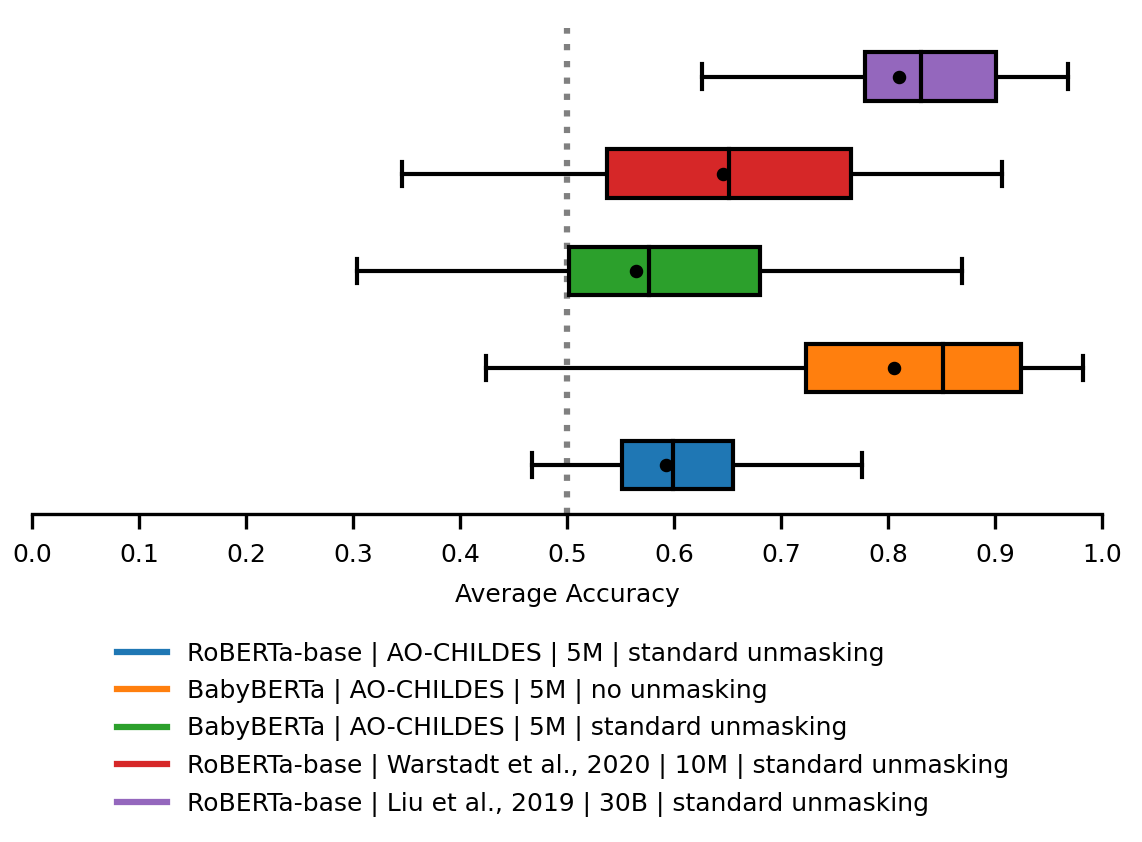 0.0 0.1 0.2 0.3 0.4 0.5 0.6 0.7 0.8 0.9 1.0
Average Accuracy
RoBERTa-base | AO-CHILDES | 5M | standard unmasking
BabyBERTa | AO-CHILDES | 5M | no unmasking
BabyBERTa | AO-CHILDES | 5M | standard unmasking
RoBERTa-base | Warstadt et al., 2020 | 10M | standard unmasking
RoBERTa-base | Liu et al., 2019 | 30B | standard unmasking